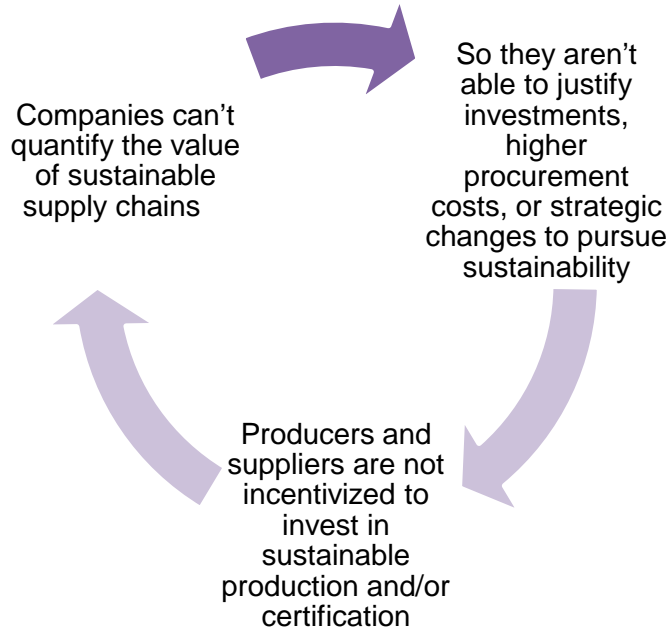 Companies can’t
quantify the value
of sustainable
supply chains
So they aren’t
able to justify
investments,
higher
procurement
costs, or strategic
changes to pursue
sustainability
Producers and
suppliers are not
incentivized to
invest in
sustainable
production and/or
certification